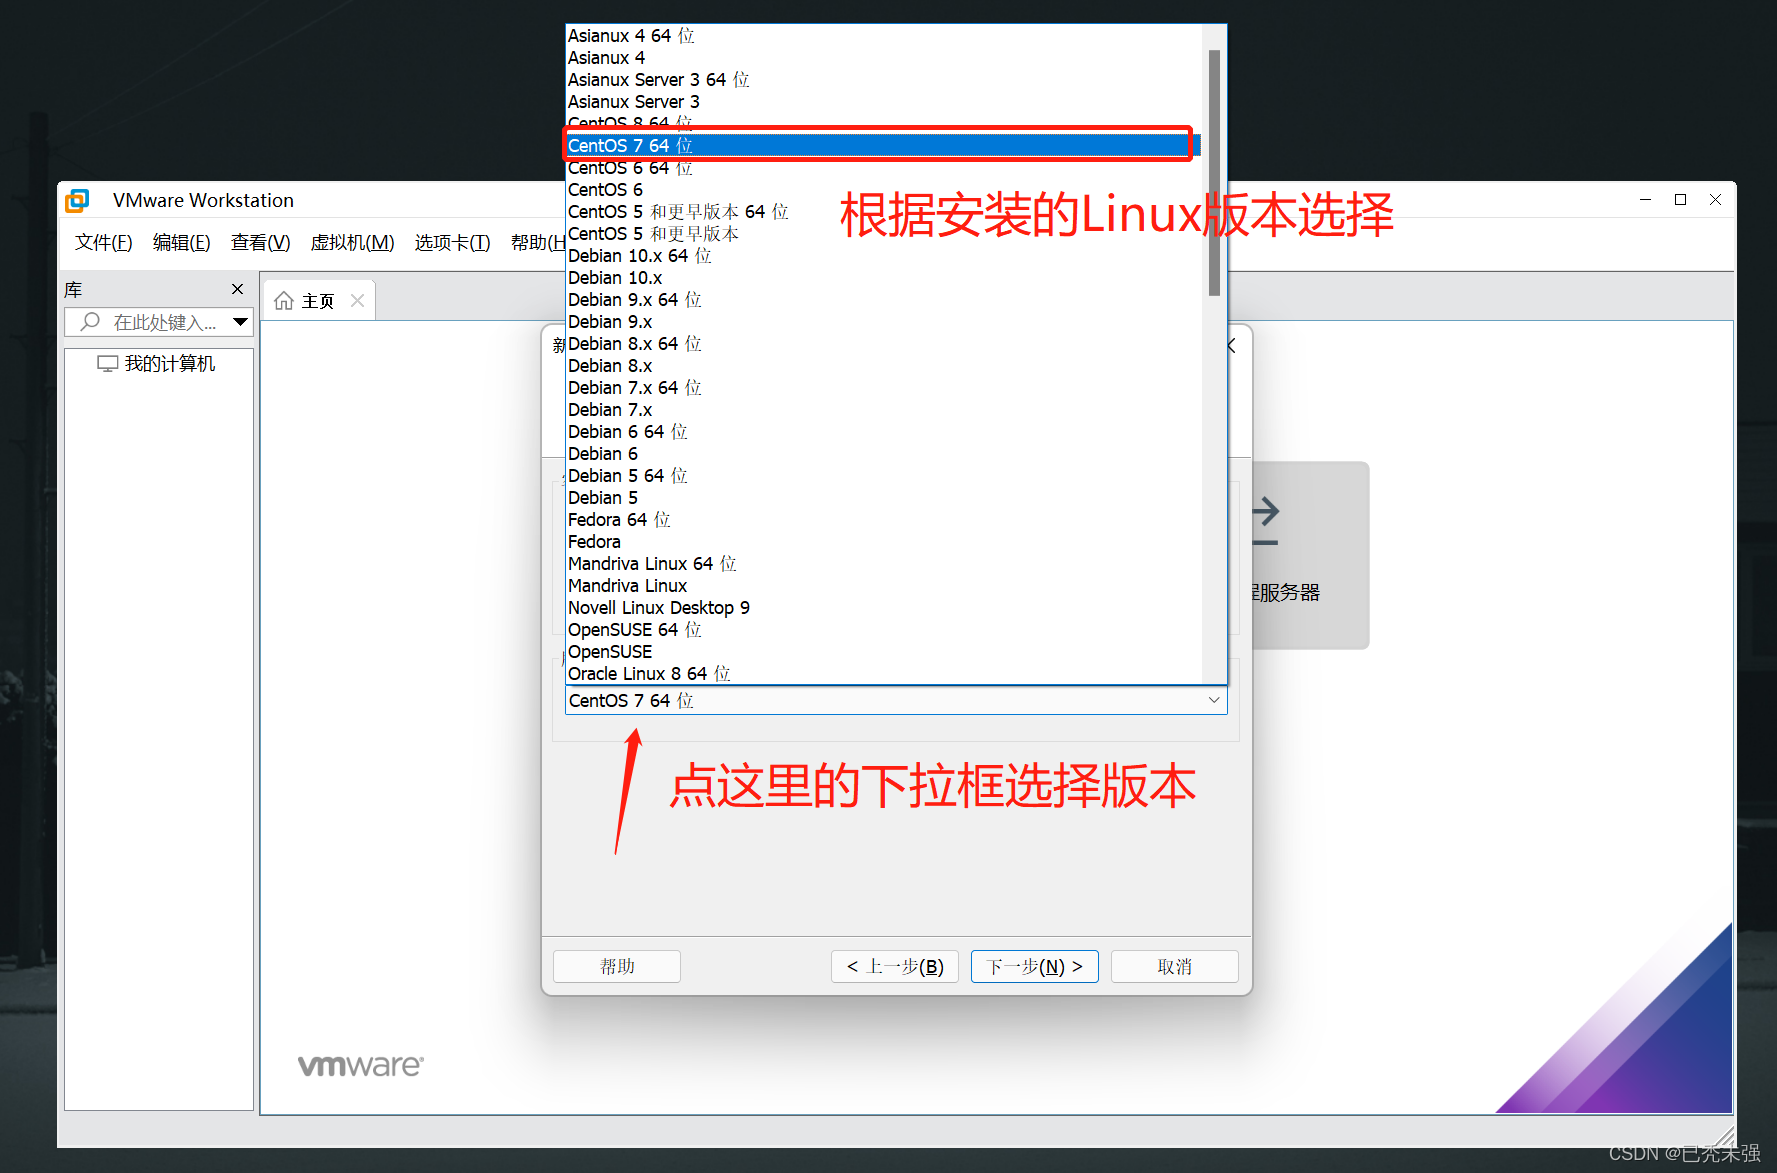 Asianux 4 64 位
Asianux 4
Asianux Server 3 64 位
Asianux Server 3
CentOS 8 64 位
CentOS 7 64 位
CentOS 6 64 位
CentOS 6
CentOS 5 和更早版本 64 位
CentOS 5 和更早版本
Debian 10.x 64 位
Debian 10.x
Debian 9.x 64 位
Debian 9.x
Debian 8.x 64 位
Debian 8.x
Debian 7.x 64 位
Debian 7.x
Debian 6 64 位
Debian 6
Debian 5 64 位
Debian 5
Fedora 64 位
Fedora
Mandriva Linux 64 位
Mandriva Linux
Novell Linux Desktop 9
OpenSUSE 64 位
OpenSUSE
Oracle Linux 8 64 位
CentOS 7 64 位
根据安装的Linux版本选择
点这里的下拉框选择版本
VMware Workstation
文件(F) 编辑(E) 查看(V) 虚拟机(M) 选项卡(T) 帮助(H
库
在此处键入...
我的计算机
主页
新
程服务器
帮助
< 上一步(B)
下一步(N) >
取消
vmware
CSDN @已秃未强